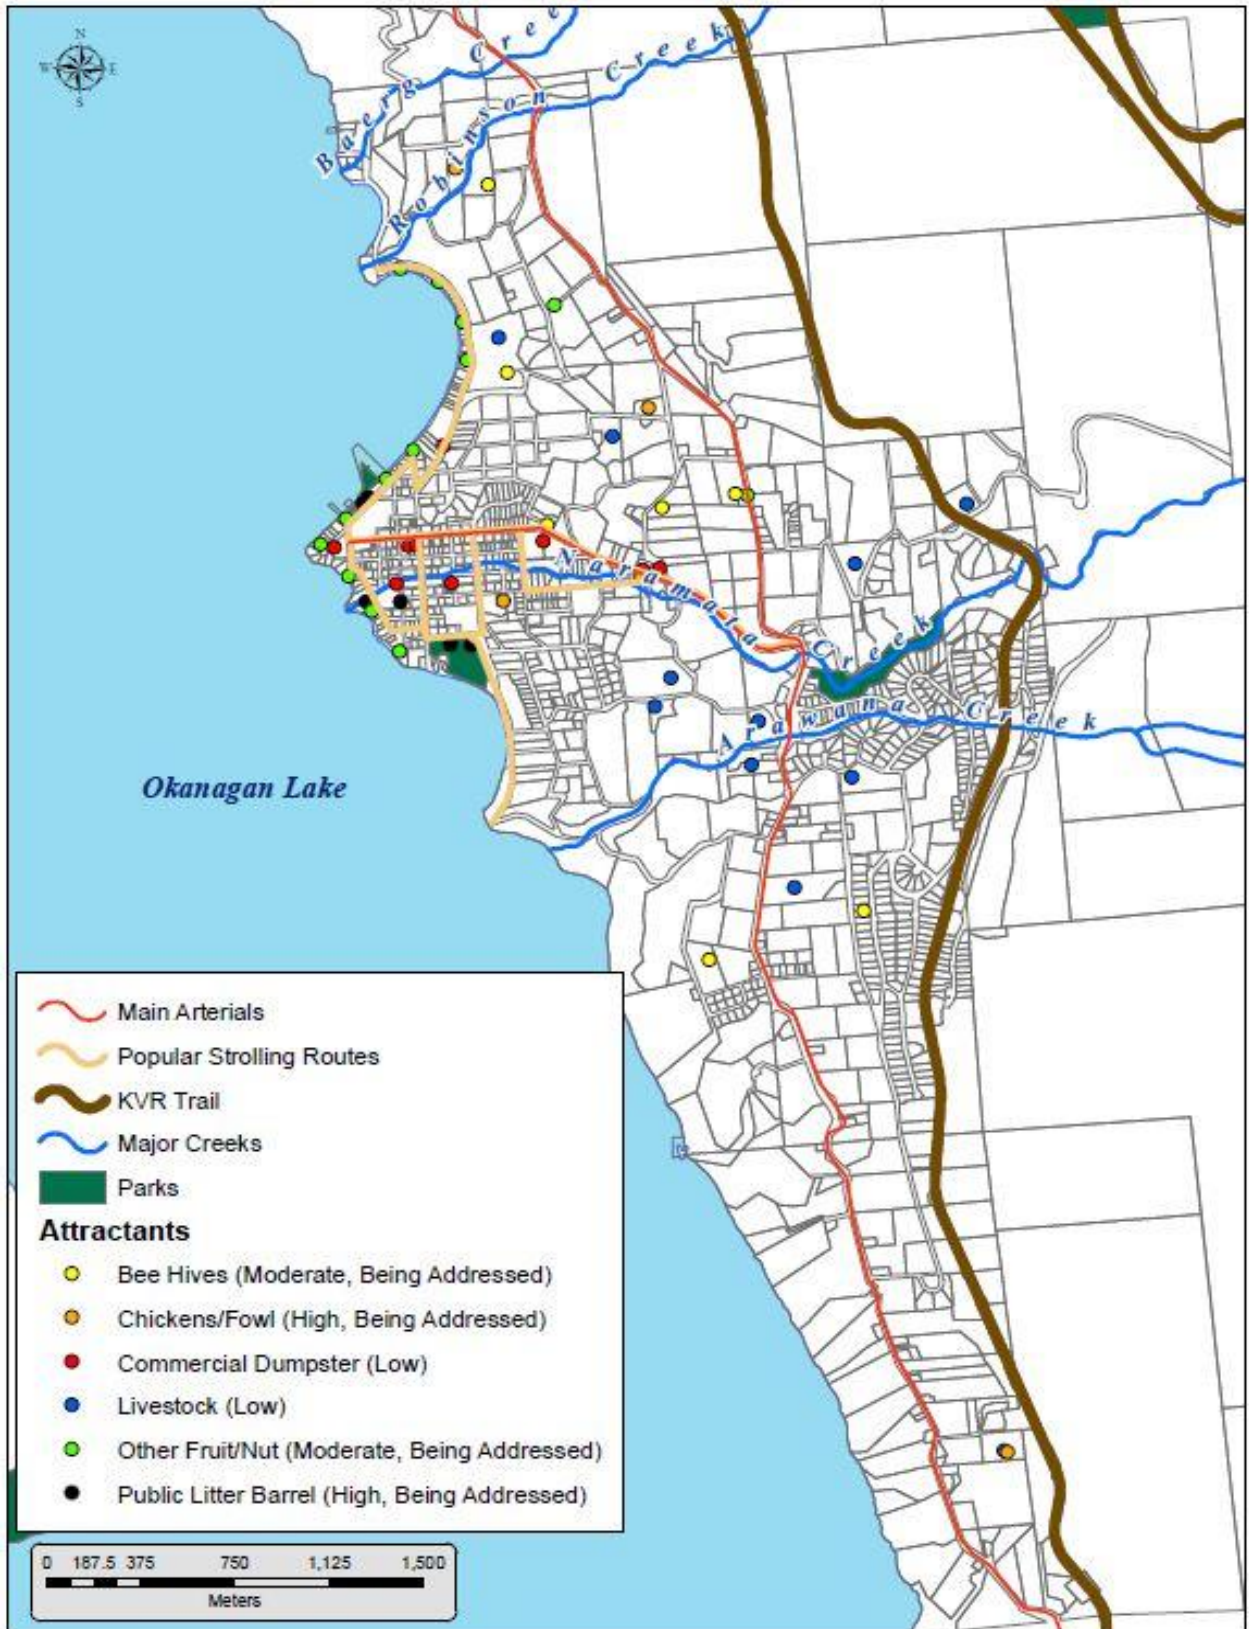 N
W E
S
Baerg Cree
Robinson Creek
Naramata Creek
Arawana Creek
Okanagan Lake
Main Arterials
Popular Strolling Routes
KVR Trail
Major Creeks
Parks
Attractants
Bee Hives (Moderate, Being Addressed)
Chickens/Fowl (High, Being Addressed)
Commercial Dumpster (Low)
Livestock (Low)
Other Fruit/Nut (Moderate, Being Addressed)
Public Litter Barrel (High, Being Addressed)
0 187.5 375 750 1,125 1,500
Meters